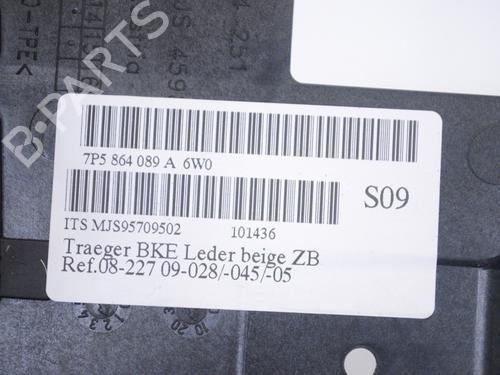 B-PARTS
7P5 864 089 A 6W0
S09
ITS MJS95709502 101436
Traeger BKE Leder beige ZB
Ref.08-227 09-028/-045/-05